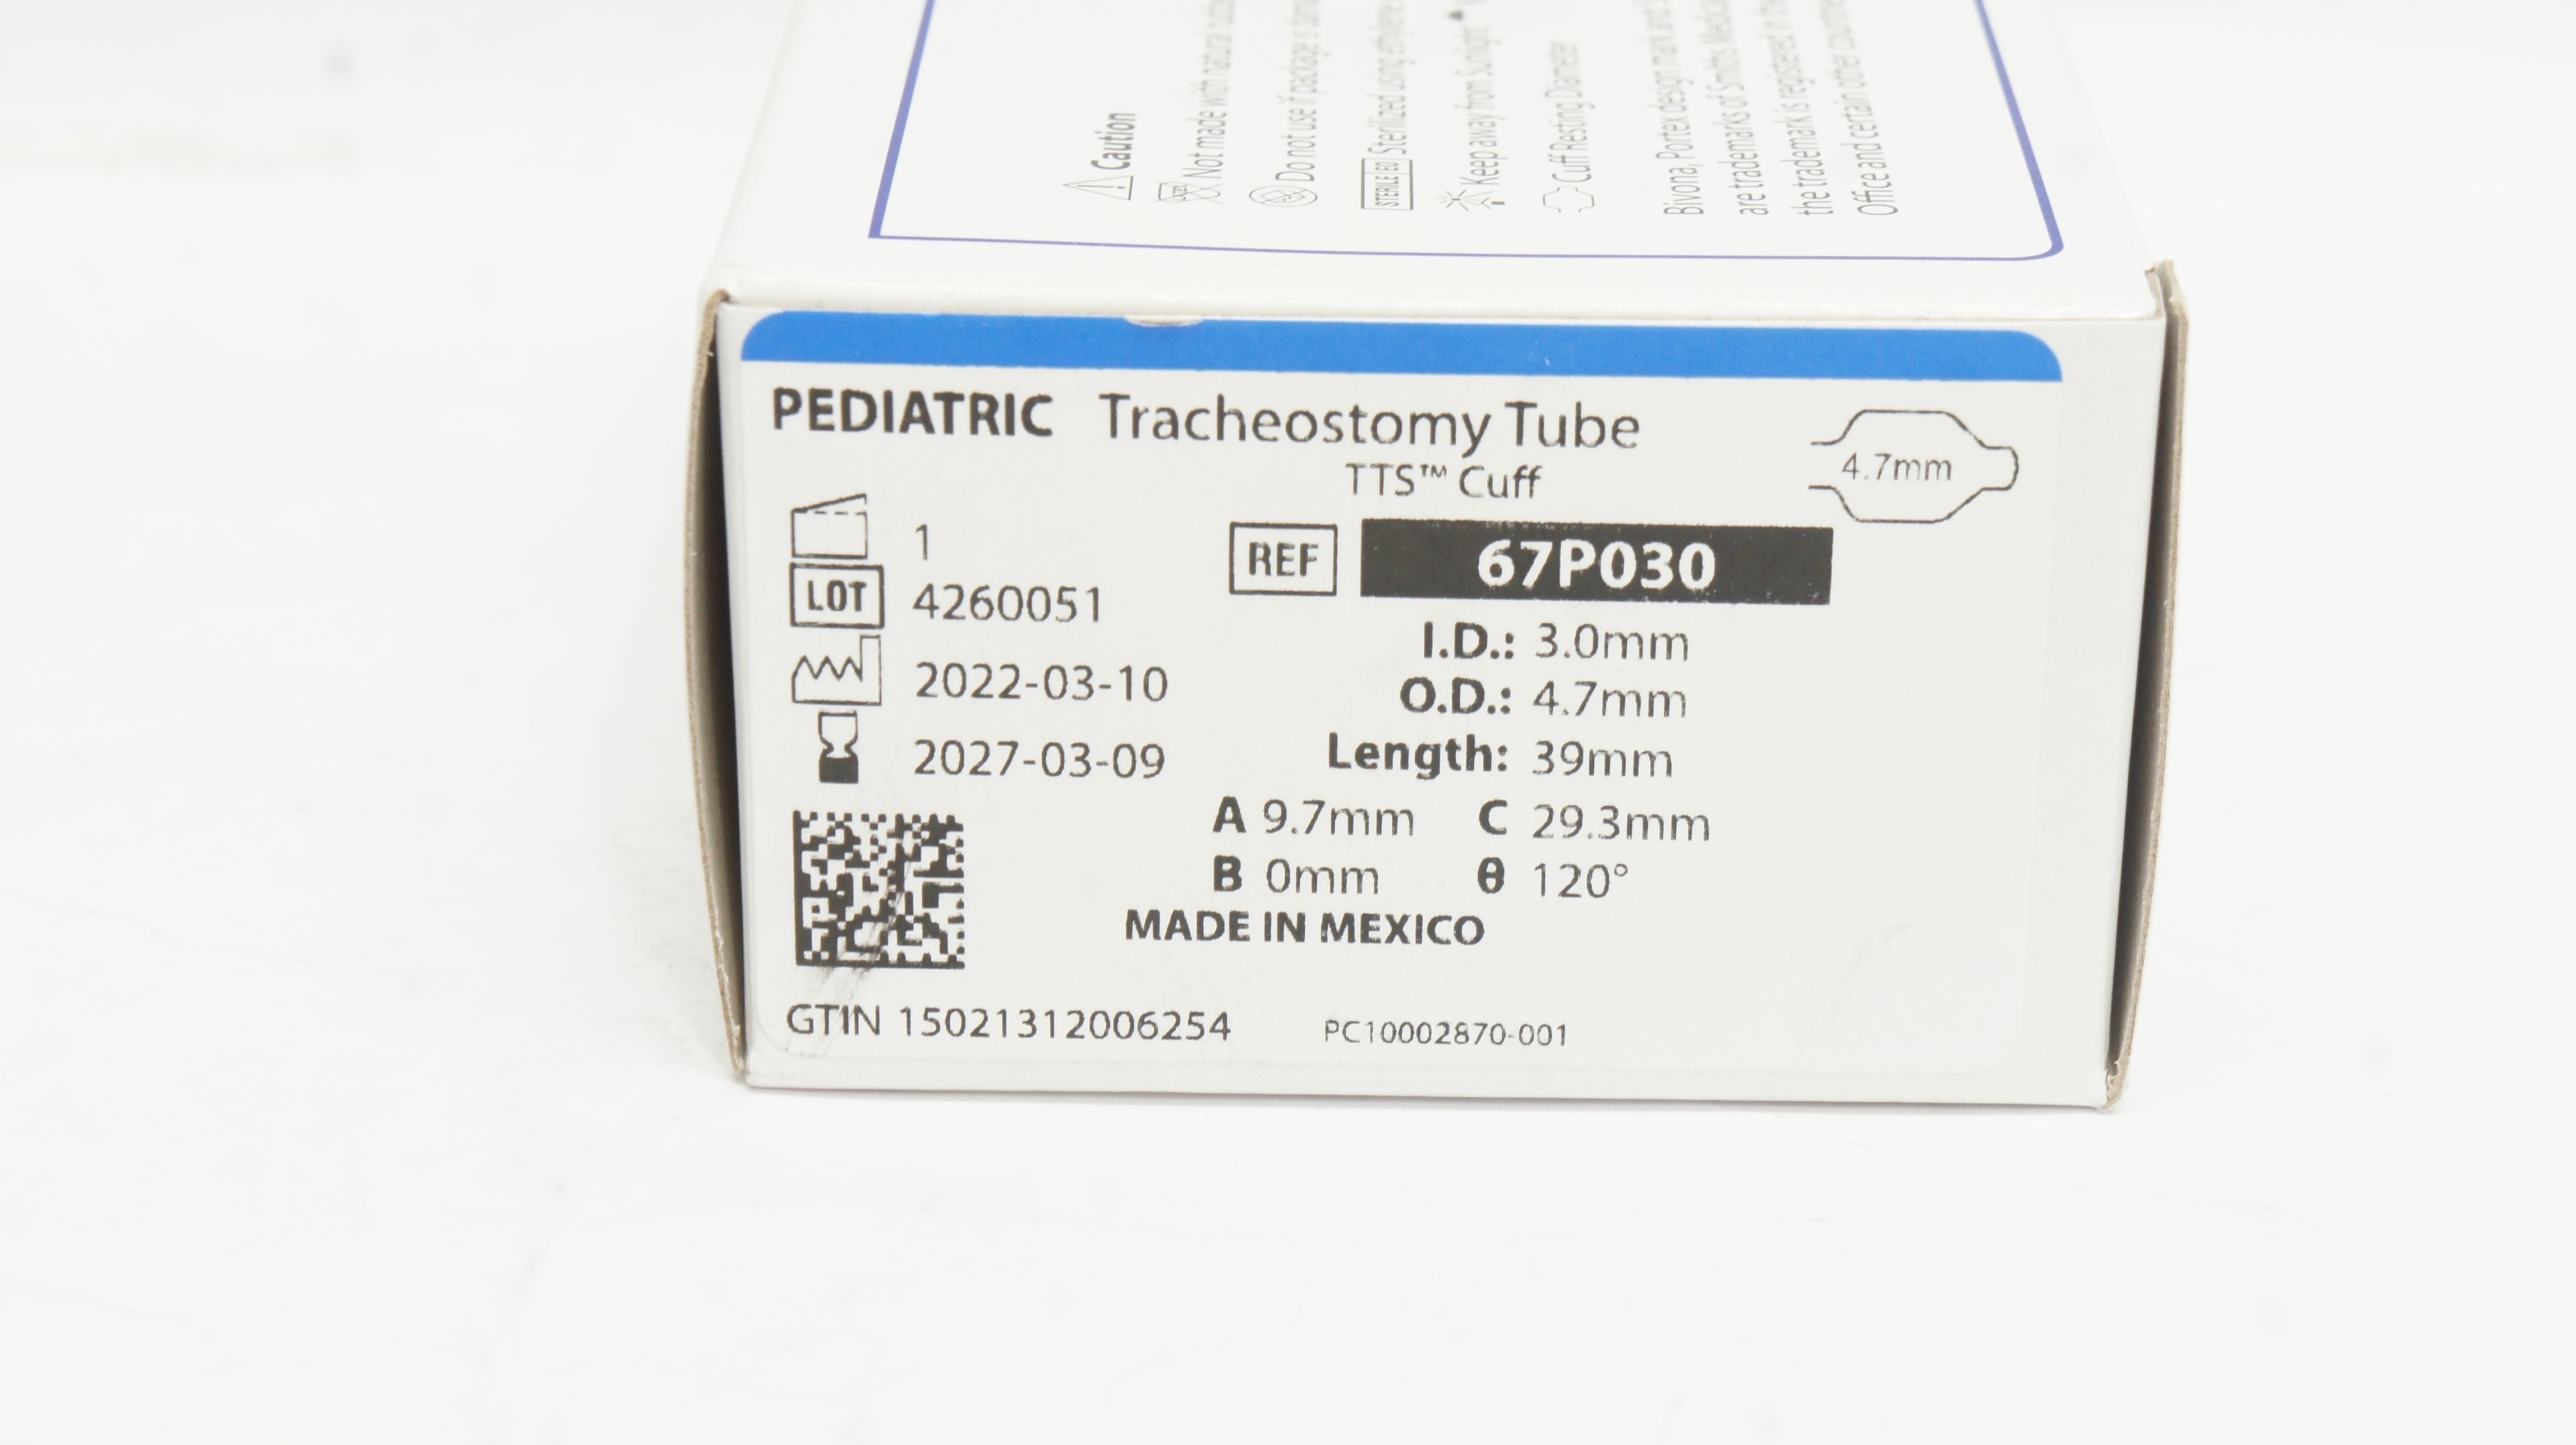 Caution
Not made with natural
Do not use if package is
STERILE EO Sterilized using ethylene
Keep away from Sunlight
Cuff Resting Diameter
Bivona, Portex design mark and
are trademarks of Smiths Medical
the trademark is registered in the
Office and certain other
PEDIATRIC Tracheostomy Tube
TTS™ Cuff
4.7mm
1
REF 67P030
LOT 4260051
I.D.: 3.0mm
2022-03-10
O.D.: 4.7mm
2027-03-09
Length: 39mm
A 9.7mm C 29.3mm
B 0mm θ 120°
MADE IN MEXICO
GTIN 15021312006254 PC10002870-001